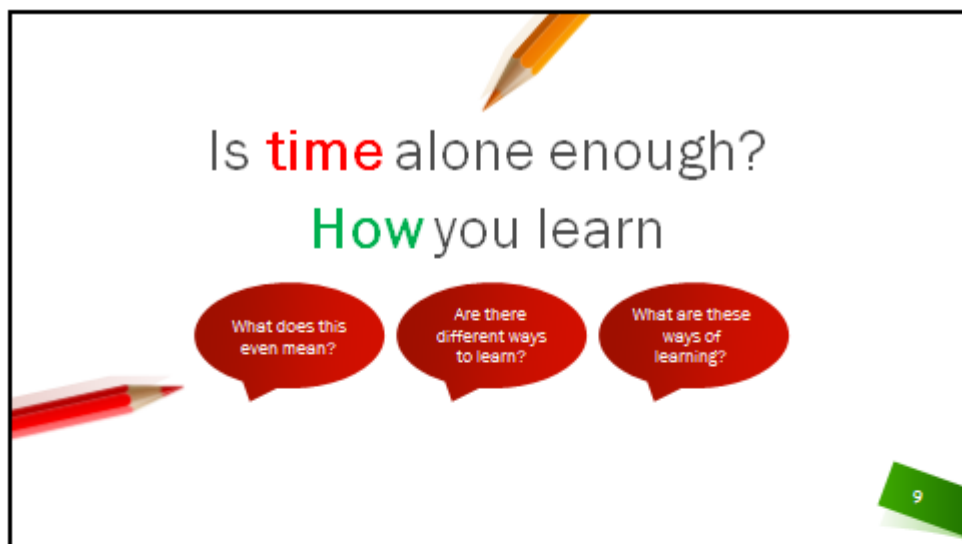 Is time alone enough?
How you learn
What does this
even mean?
Are there
different ways
to learn?
What are these
ways of
learning?
9